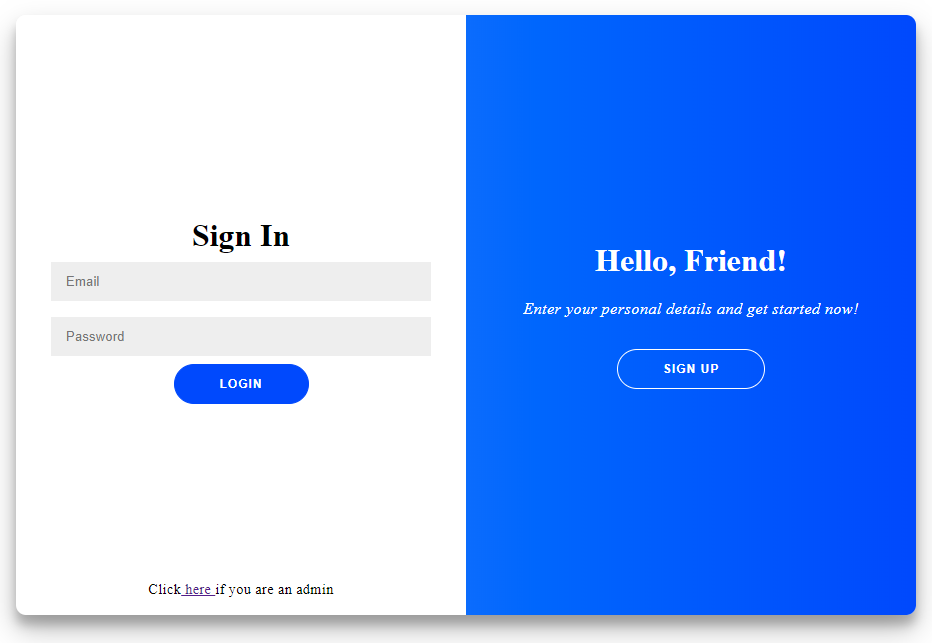 Sign In
Email
Password
LOGIN
Click here if you are an admin
Hello, Friend!
Enter your personal details and get started now!
SIGN UP